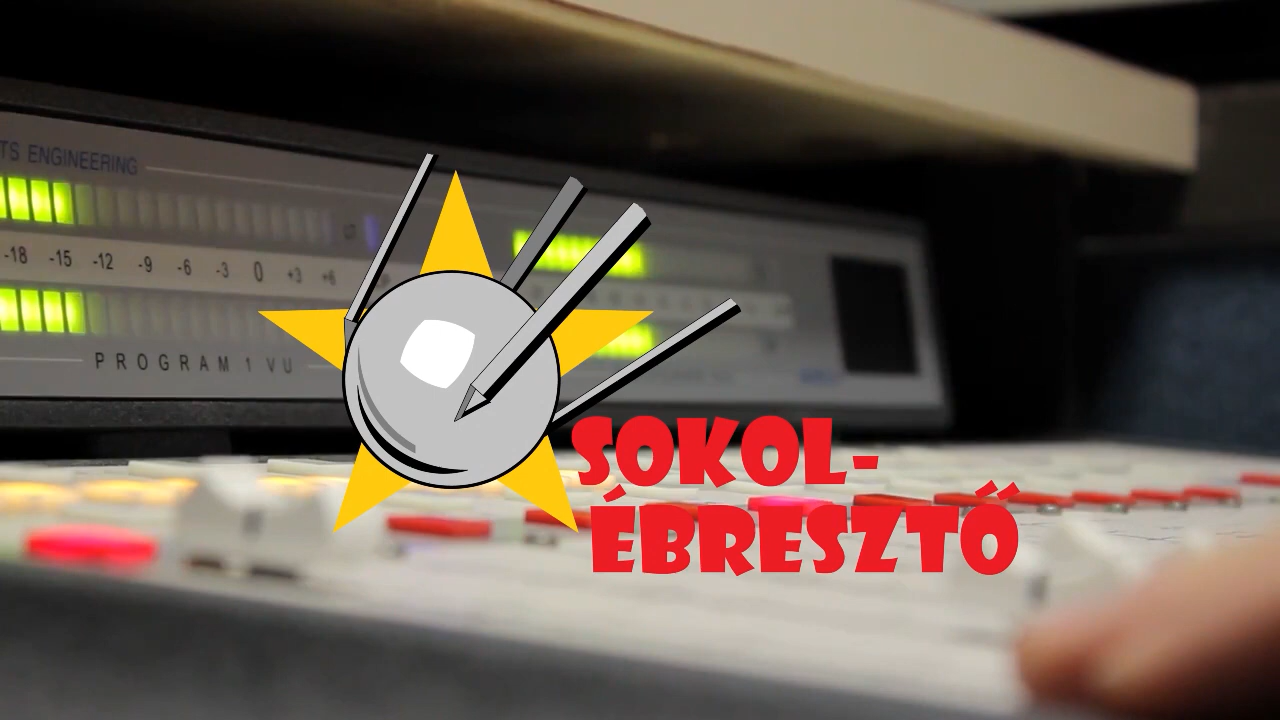 TS ENGINEERING
-18 -15 -12 -9 -6 -3 0 +3 +6
PROGRAM 1 VU
SOKOL-
ÉBRESZTŐ